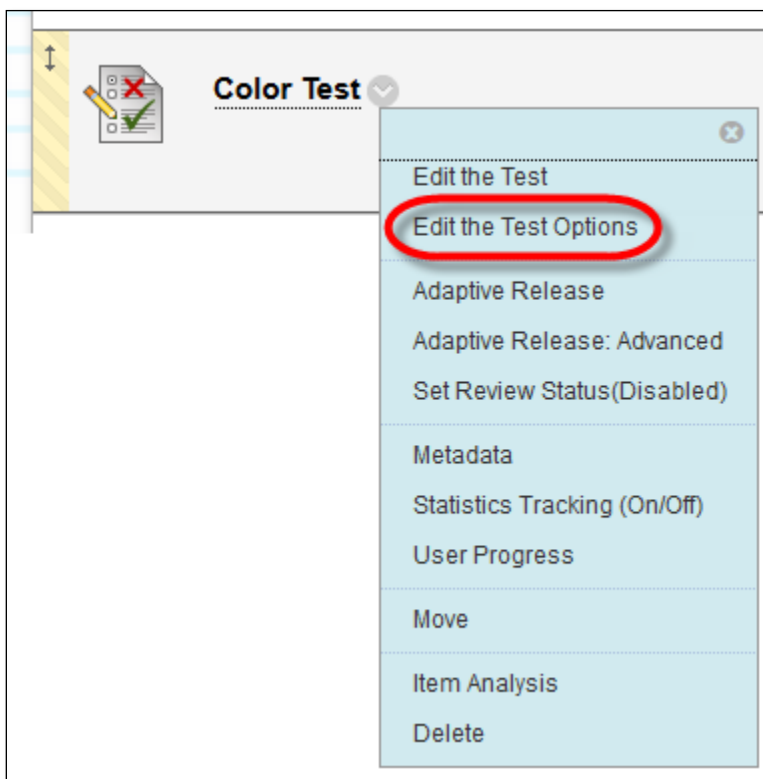 Color Test
Edit the Test
Edit the Test Options
Adaptive Release
Adaptive Release: Advanced
Set Review Status(Disabled)
Metadata
Statistics Tracking (On/Off)
User Progress
Move
Item Analysis
Delete